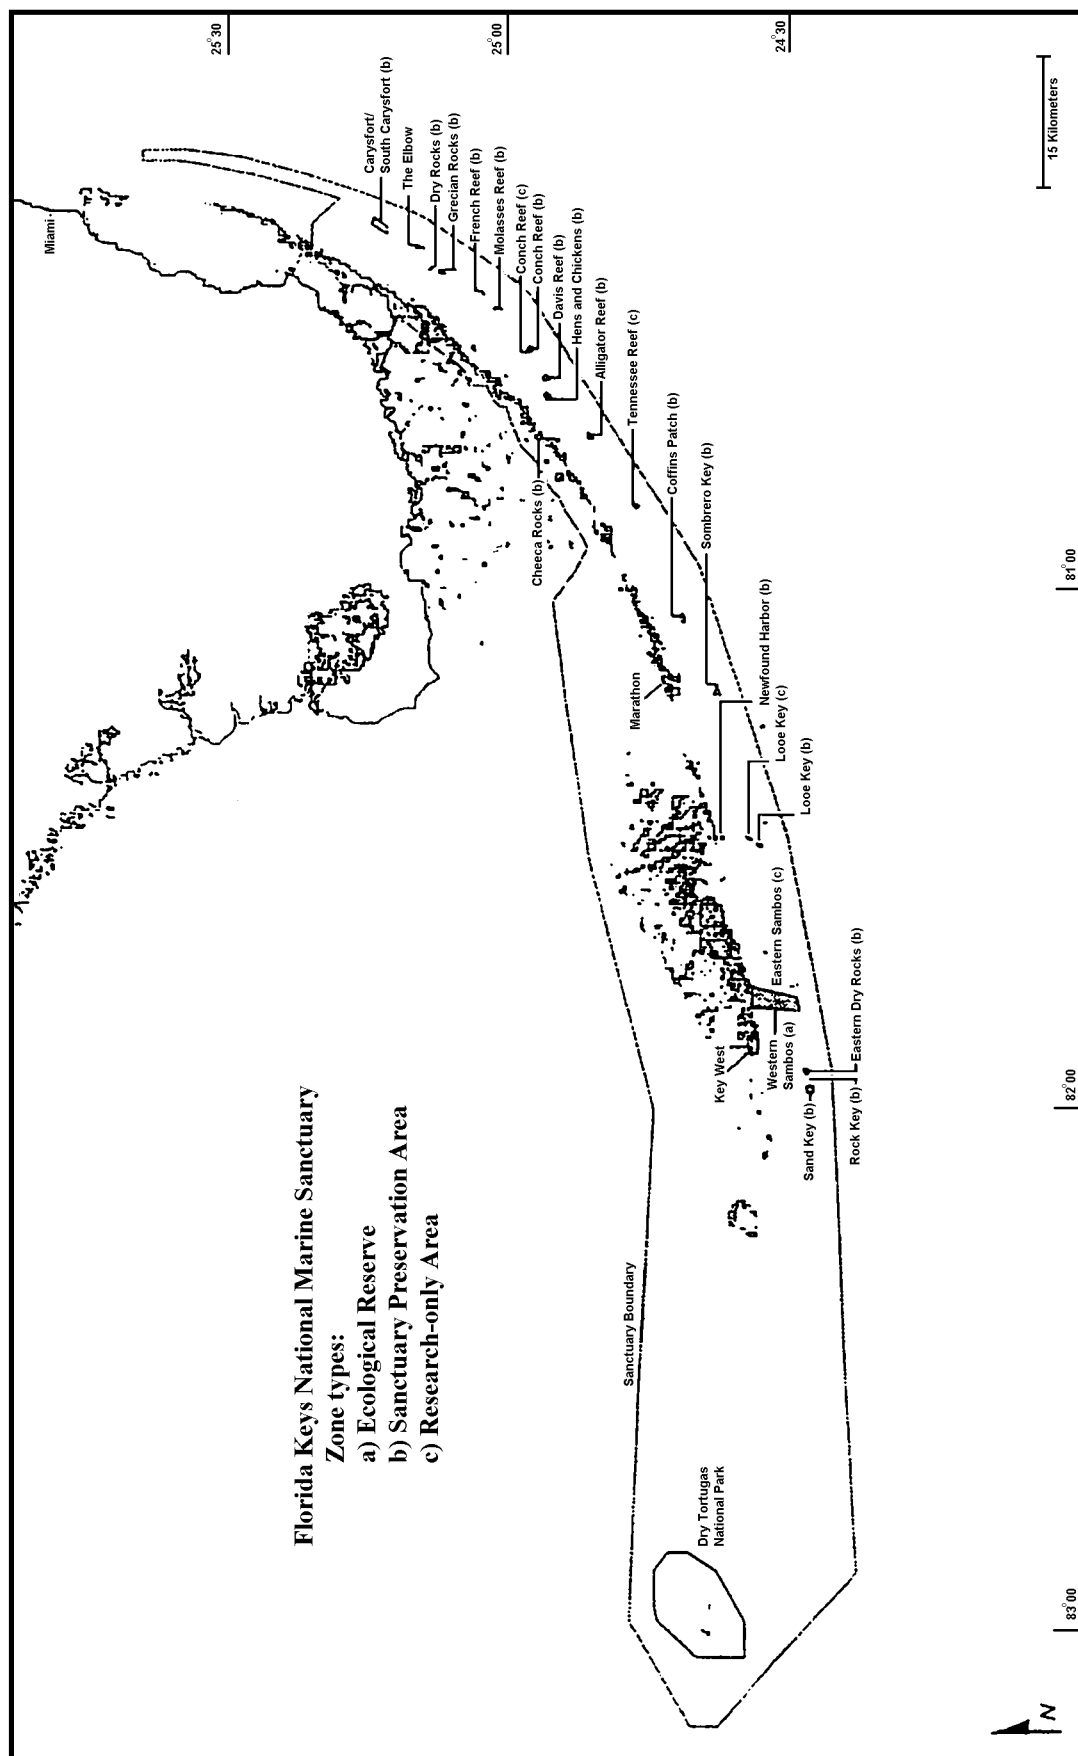 Florida Keys National Marine Sanctuary
Zone types:
a) Ecological Reserve
b) Sanctuary Preservation Area
c) Research-only Area
25°30
25°00
24°30
15 Kilometers
Miami
Carysfort/
South Carysfort (b)
The Elbow
Dry Rocks (b)
Grecian Rocks (b)
French Reef (b)
Molasses Reef (b)
Conch Reef (c)
Conch Reef (b)
Davis Reef (b)
Hens and Chickens (b)
Alligator Reef (b)
Tennessee Reef (c)
Coffins Patch (b)
Sombrero Key (b)
Cheeca Rocks (b)
Marathon
Newfound Harbor (b)
Looe Key (c)
Looe Key (b)
Eastern Sambos (c)
Eastern Dry Rocks (b)
Key West
Western
Sambos (a)
Sand Key (b)
Rock Key (b)
Sanctuary Boundary
Dry Tortugas
National Park
81°00
82°00
83°00
N